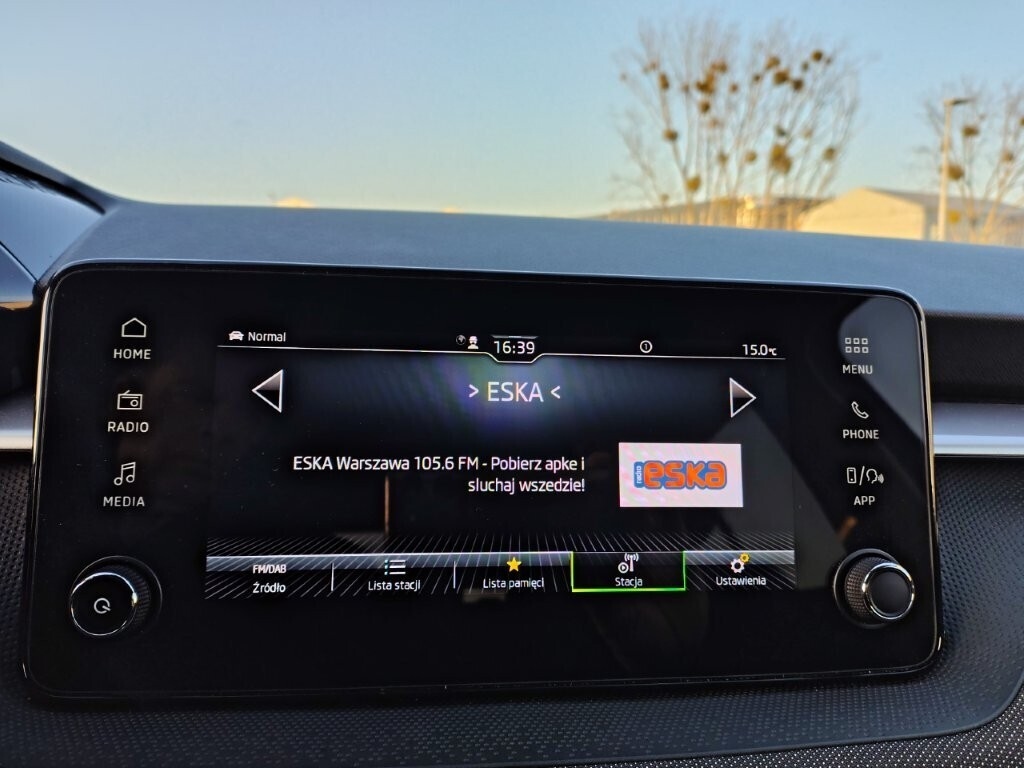 Normal
16:39
1
15.0°C
HOME
RADIO
MEDIA
> ESKA <
ESKA Warszawa 105.6 FM - Pobierz apke i
sluchaj wszedzie!
radio eska
FM/DAB
Źródło
Lista stacji
Lista pamięci
Stacja
Ustawienia
MENU
PHONE
APP